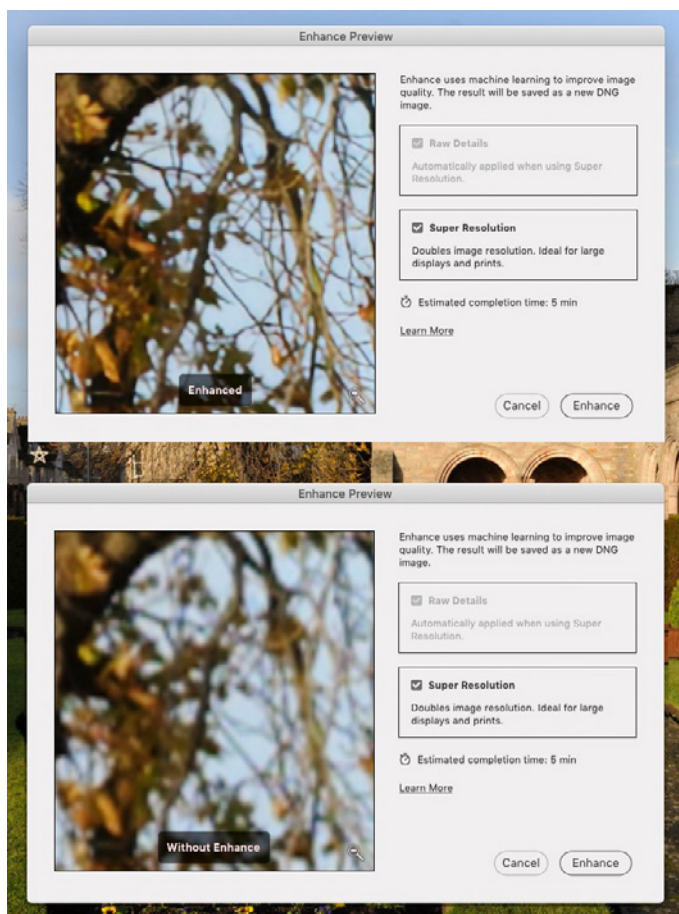 Enhance Preview
Enhance uses machine learning to improve image
quality. The result will be saved as a new DNG
image.
Raw Details
Automatically applied when using Super
Resolution.
Super Resolution
Doubles image resolution. Ideal for large
displays and prints.
Estimated completion time: 5 min
Learn More
Enhanced
Cancel
Enhance
Enhance Preview
Enhance uses machine learning to improve image
quality. The result will be saved as a new DNG
image.
Raw Details
Automatically applied when using Super
Resolution.
Super Resolution
Doubles image resolution. Ideal for large
displays and prints.
Estimated completion time: 5 min
Learn More
Without Enhance
Cancel
Enhance